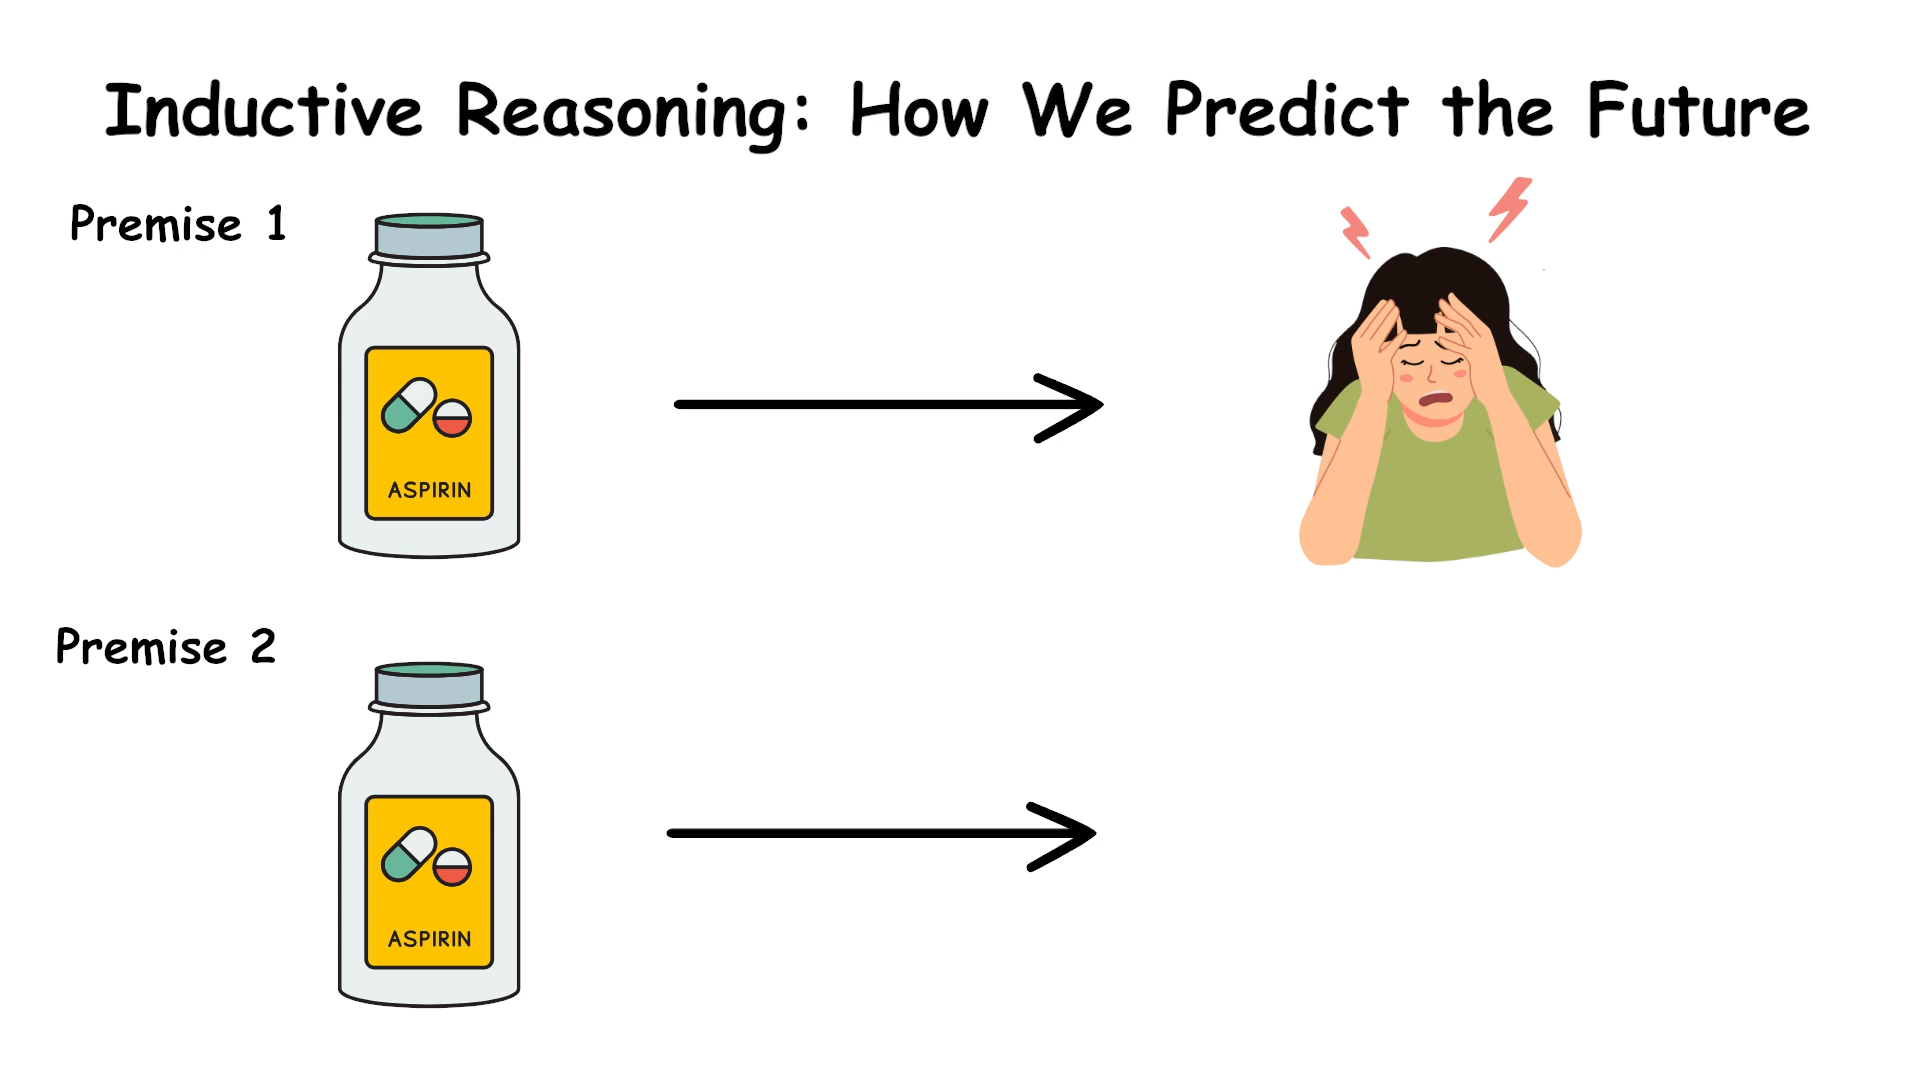 Inductive Reasoning: How We Predict the Future
Premise 1
ASPIRIN
Premise 2
ASPIRIN